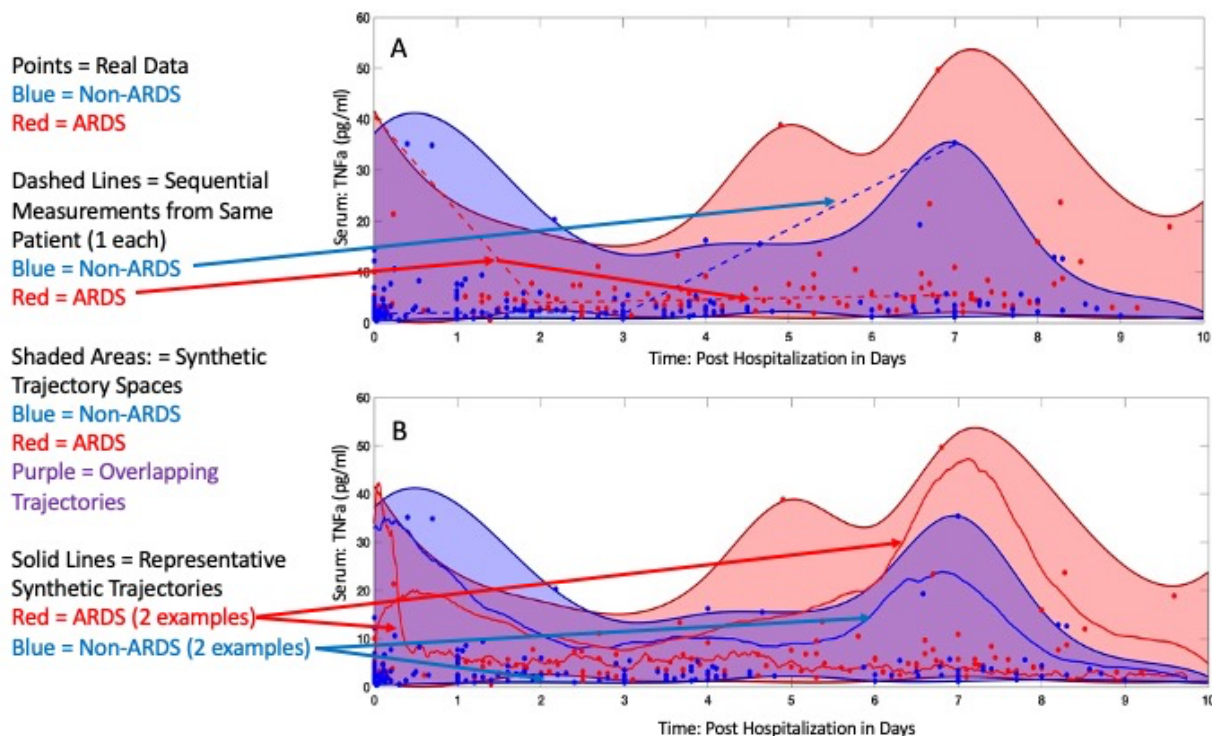 Points = Real Data
Blue = Non-ARDS
Red = ARDS
Dashed Lines = Sequential
Measurements from Same
Patient (1 each)
Blue = Non-ARDS
Red = ARDS
Shaded Areas: = Synthetic
Trajectory Spaces
Blue = Non-ARDS
Red = ARDS
Purple = Overlapping
Trajectories
Solid Lines = Representative
Synthetic Trajectories
Red = ARDS (2 examples)
Blue = Non-ARDS (2 examples)
A
Serum: TNFa (pg/ml)
60
50
40
30
20
10
0
0 1 2 3 4 5 6 7 8 9 10
Time: Post Hospitalization in Days
B
Serum: TNFa (pg/ml)
60
50
40
30
20
10
0
0 1 2 3 4 5 6 7 8 9 10
Time: Post Hospitalization in Days